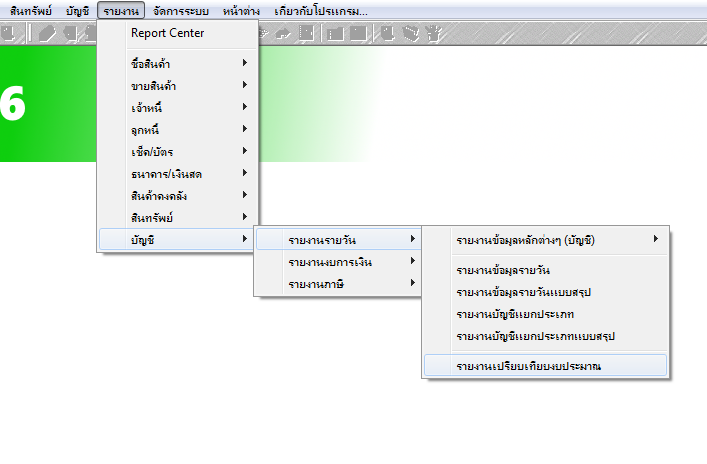 สินทรัพย์ บัญชี รายงาน จัดการระบบ หน้าต่าง เกี่ยวกับโปรแกรม...
6
Report Center
ซื้อสินค้า
ขายสินค้า
เจ้าหนี้
ลูกหนี้
เช็ค/บัตร
ธนาคาร/เงินสด
สินค้าคงคลัง
สินทรัพย์
บัญชี
รายงานรายวัน
รายงานงบการเงิน
รายงานภาษี
รายงานข้อมูลหลักต่างๆ (บัญชี)
รายงานข้อมูลรายวัน
รายงานข้อมูลรายวันแบบสรุป
รายงานบัญชีแยกประเภท
รายงานบัญชีแยกประเภทแบบสรุป
รายงานเปรียบเทียบงบประมาณ